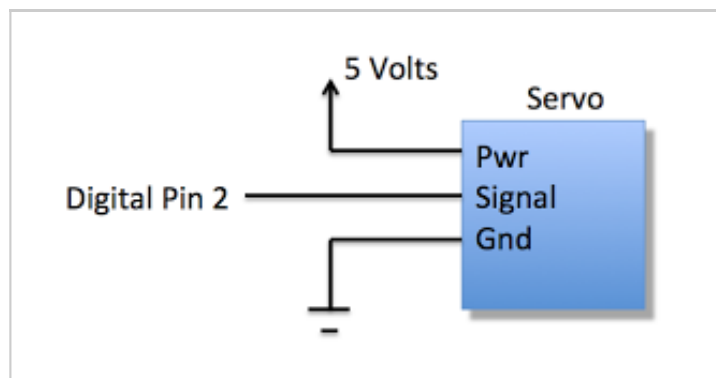 5 Volts
Servo
Pwr
Digital Pin 2
Signal
Gnd